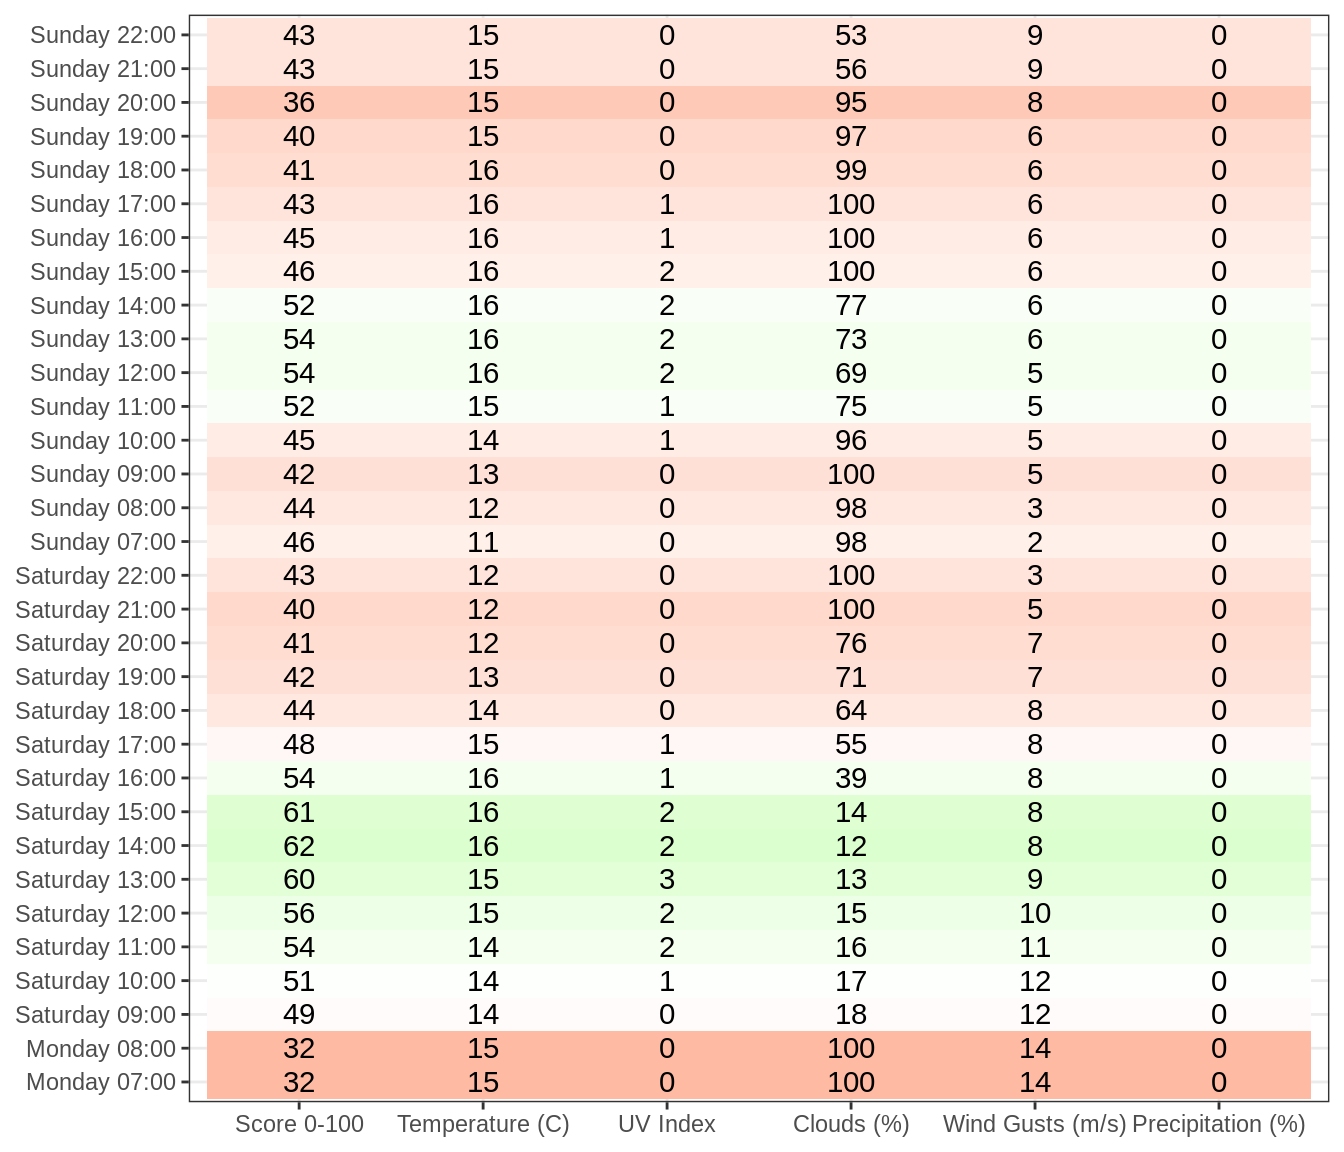 Sunday 22:00 43 15 0 53 9 0
Sunday 21:00 43 15 0 56 9 0
Sunday 20:00 36 15 0 95 8 0
Sunday 19:00 40 15 0 97 6 0
Sunday 18:00 41 16 0 99 6 0
Sunday 17:00 43 16 1 100 6 0
Sunday 16:00 45 16 1 100 6 0
Sunday 15:00 46 16 2 100 6 0
Sunday 14:00 52 16 2 77 6 0
Sunday 13:00 54 16 2 73 6 0
Sunday 12:00 54 16 2 69 5 0
Sunday 11:00 52 15 1 75 5 0
Sunday 10:00 45 14 1 96 5 0
Sunday 09:00 42 13 0 100 5 0
Sunday 08:00 44 12 0 98 3 0
Sunday 07:00 46 11 0 98 2 0
Saturday 22:00 43 12 0 100 3 0
Saturday 21:00 40 12 0 100 5 0
Saturday 20:00 41 12 0 76 7 0
Saturday 19:00 42 13 0 71 7 0
Saturday 18:00 44 14 0 64 8 0
Saturday 17:00 48 15 1 55 8 0
Saturday 16:00 54 16 1 39 8 0
Saturday 15:00 61 16 2 14 8 0
Saturday 14:00 62 16 2 12 8 0
Saturday 13:00 60 15 3 13 9 0
Saturday 12:00 56 15 2 15 10 0
Saturday 11:00 54 14 2 16 11 0
Saturday 10:00 51 14 1 17 12 0
Saturday 09:00 49 14 0 18 12 0
Monday 08:00 32 15 0 100 14 0
Monday 07:00 32 15 0 100 14 0
Score 0-100 Temperature (C) UV Index Clouds (%) Wind Gusts (m/s) Precipitation (%)